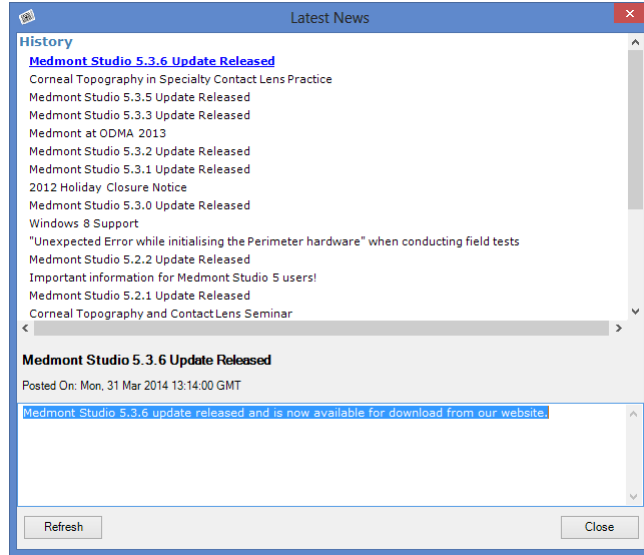 Latest News
History
Medmont Studio 5.3.6 Update Released
Corneal Topography in Specialty Contact Lens Practice
Medmont Studio 5.3.5 Update Released
Medmont Studio 5.3.3 Update Released
Medmont at ODMA 2013
Medmont Studio 5.3.2 Update Released
Medmont Studio 5.3.1 Update Released
2012 Holiday Closure Notice
Medmont Studio 5.3.0 Update Released
Windows 8 Support
"Unexpected Error while initialising the Perimeter hardware" when conducting field tests
Medmont Studio 5.2.2 Update Released
Important information for Medmont Studio 5 users!
Medmont Studio 5.2.1 Update Released
Corneal Topography and Contact Lens Seminar
Medmont Studio 5.3.6 Update Released
Posted On: Mon, 31 Mar 2014 13:14:00 GMT
Medmont Studio 5.3.6 update released and is now available for download from our website.
Refresh
Close